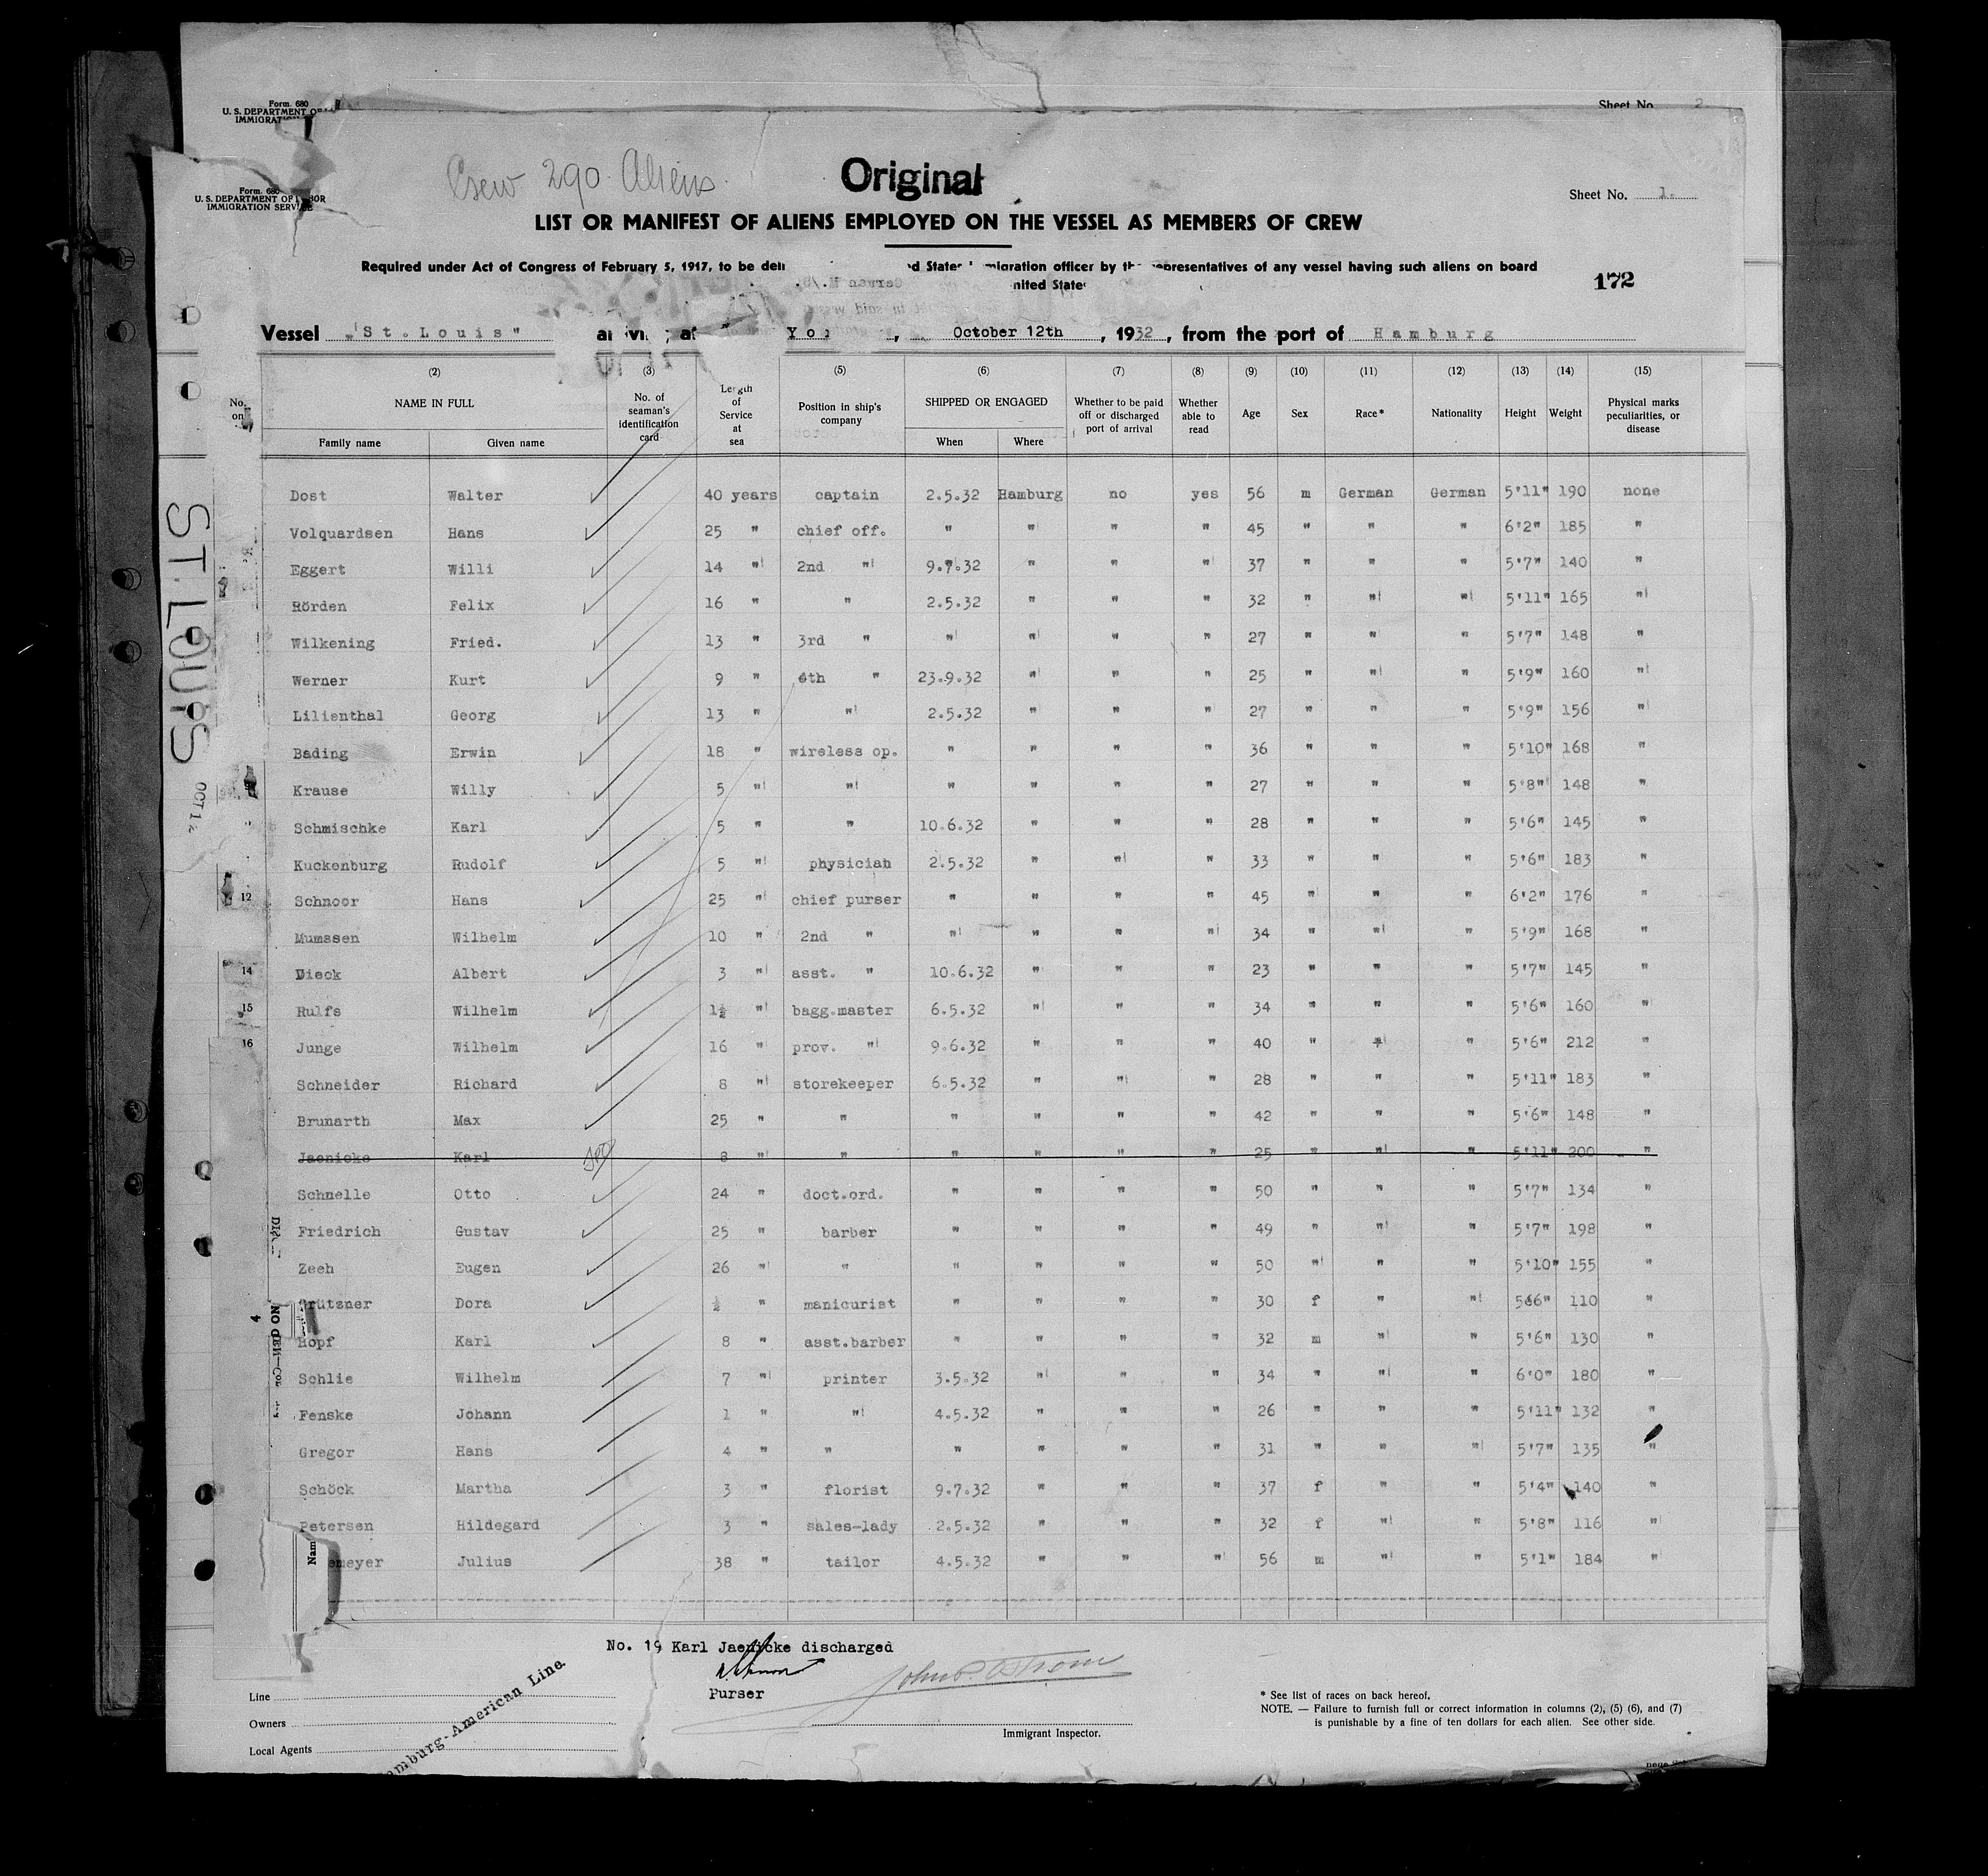 Form. 680
U. S. DEPARTMENT O
IMMIGRAT
Sheet No. 2
Form. 680
U. S. DEPARTMENT OF LABOR
IMMIGRATION SERVICE
Crew 290 Aliens.
Original
Sheet No. 1.
LIST OR MANIFEST OF ALIENS EMPLOYED ON THE VESSEL AS MEMBERS OF CREW
Required under Act of Congress of February 5, 1917, to be deli d States Immigration officer by the representatives of any vessel having such aliens on board
nited State
172
Vessel "St.Louis" arriving at Yor , October 12th , 1932 , from the port of Hamburg
(2) (3) (5) (6) (7) (8) (9) (10) (11) (12) (13) (14) (15)
No. on NAME IN FULL No. of seaman's identification card Length of Service at sea Position in ship's company SHIPPED OR ENGAGED Whether to be paid off or discharged port of arrival Whether able to read Age Sex Race* Nationality Height Weight Physical marks peculiarities, or disease
Family name Given name When Where
Dost Walter 40 years captain 2.5.32 Hamburg no yes 56 m German German 5'11" 190 none
Volquardsen Hans 25 " chief off. " " " " 45 " " " 6'2" 185 "
Eggert Willi 14 " 2nd " 9.7.32 " " " 37 " " " 5'7" 140 "
Rörden Felix 16 " " 2.5.32 " " " 32 " " " 5'11" 165 "
Wilkening Fried. 13 " 3rd " " " " " 27 " " " 5'7" 148 "
Werner Kurt 9 " 4th " 23.9.32 " " " 25 " " " 5'9" 160 "
Lilienthal Georg 13 " " 2.5.32 " " " 27 " " " 5'9" 156 "
Bading Erwin 18 " wireless op. " " " " 36 " " " 5'10" 168 "
Krause Willy 5 " " " " " " 27 " " " 5'8" 148 "
Schmischke Karl 5 " " 10.6.32 " " " 28 " " " 5'6" 145 "
Kuckenburg Rudolf 5 " physician 2.5.32 " " " 33 " " " 5'6" 183 "
12 Schnoor Hans 25 " chief purser " " " " 45 " " " 6'2" 176 "
Mumssen Wilhelm 10 " 2nd " " " " " 34 " " " 5'9" 168 "
14 Dieck Albert 3 " asst. " 10.6.32 " " " 23 " " " 5'7" 145 "
15 Rulfs Wilhelm 1½ " bagg.master 6.5.32 " " " 34 " " " 5'6" 160 "
16 Junge Wilhelm 16 " prov. " 9.6.32 " " " 40 " " " 5'6" 212 "
Schneider Richard 8 " storekeeper 6.5.32 " " " 28 " " " 5'11" 183 "
Brunarth Max 25 " " " " " " 42 " " " 5'6" 148 "
Jaenicke Karl 8 " " " " " " 25 " " " 5'11" 200 "
Schnelle Otto 24 " doct.ord. " " " " 50 " " " 5'7" 134 "
Friedrich Gustav 25 " barber " " " " 49 " " " 5'7" 198 "
Zeeh Eugen 26 " " " " " " 50 " " " 5'10" 155 "
Grützner Dora ½ " manicurist " " " " 30 f " " 5'6" 110 "
Hopf Karl 8 " asst.barber " " " " 32 m " " 5'6" 130 "
Schlie Wilhelm 7 " printer 3.5.32 " " " 34 " " " 6'0" 180 "
Fenske Johann 1 " " 4.5.32 " " " 26 " " " 5'11" 132 "
Gregor Hans 4 " " " " " " 31 " " " 5'7" 135 "
Schöck Martha 3 " florist 9.7.32 " " " 37 f " " 5'4" 140 "
Petersen Hildegard 3 " sales-lady 2.5.32 " " " 32 f " " 5'8" 116 "
emeyer Julius 38 " tailor 4.5.32 " " " 56 m " " 5'1" 184 "
ST. LOUIS
OCT 12
No. 19 Karl Jaenicke discharged
Purser
Line
Owners
Local Agents
amburg-American Line.
John P. Ostrom
Immigrant Inspector.
* See list of races on back hereof.
NOTE. — Failure to furnish full or correct information in columns (2), (5) (6), and (7)
is punishable by a fine of ten dollars for each alien. See other side.